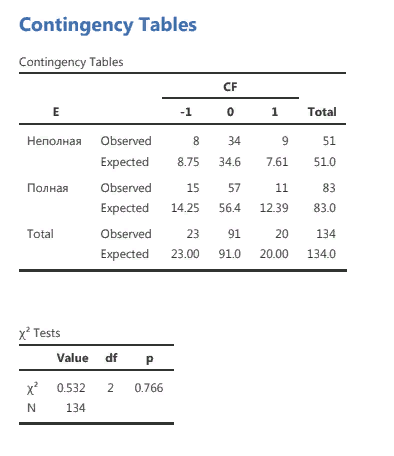 Contingency Tables
Contingency Tables
CF
E -1 0 1 Total
Неполная Observed 8 34 9 51
Expected 8.75 34.6 7.61 51.0
Полная Observed 15 57 11 83
Expected 14.25 56.4 12.39 83.0
Total Observed 23 91 20 134
Expected 23.00 91.0 20.00 134.0
χ² Tests
Value df p
χ² 0.532 2 0.766
N 134